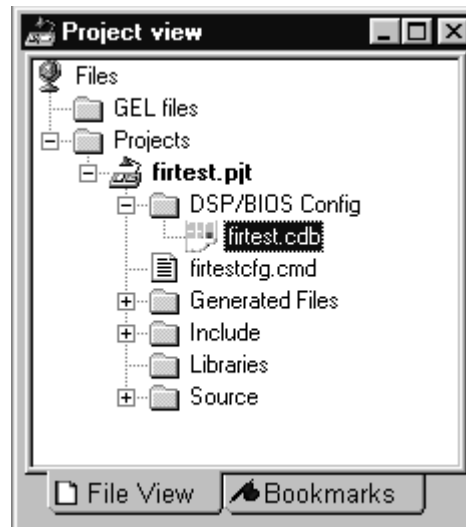 Project view
Files
GEL files
Projects
firtest.pjt
DSP/BIOS Config
firtest.cdb
firtestcfg.cmd
Generated Files
Include
Libraries
Source
File View Bookmarks